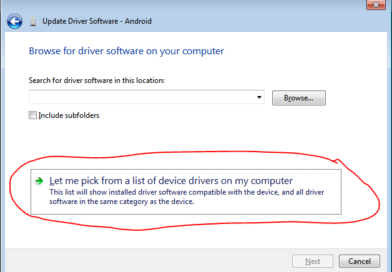 Update Driver Software - Android
Browse for driver software on your computer
Search for driver software in this location:
Browse...
Include subfolders
Let me pick from a list of device drivers on my computer
This list will show installed driver software compatible with the device, and all driver
software in the same category as the device.
Next
Cancel